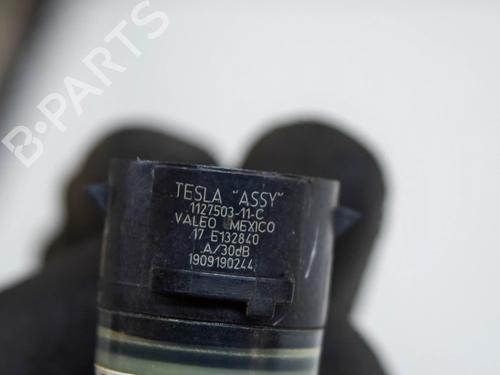 B-PARTS
TESLA "ASSY"
1127503-11-C
VALEO MEXICO
17 E132840
A/30dB
1909190244